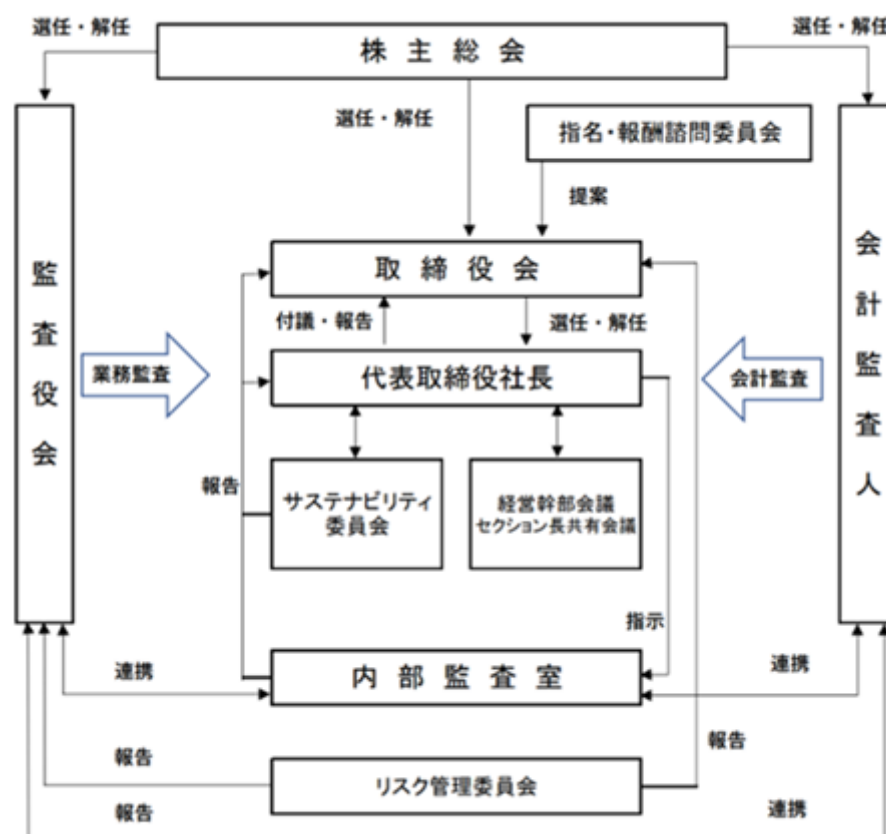 選任・解任
株主総会
選任・解任
選任・解任
指名・報酬諮問委員会
提案
監査役会
会計監査人
取締役会
付議・報告
選任・解任
業務監査
代表取締役社長
会計監査
報告
サステナビリティ
委員会
経営幹部会議
セクション長共有会議
指示
連携
内部監査室
連携
報告
報告
リスク管理委員会
報告
連携